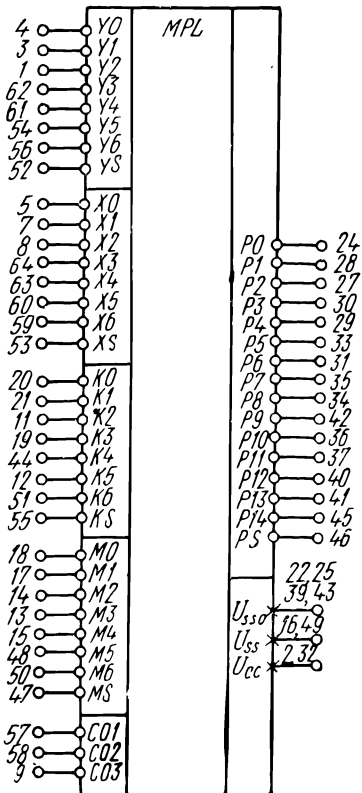 MPL
4 Y0
3 Y1
1 Y2
62 Y3
61 Y4
54 Y5
56 Y6
52 YS
5 X0
7 X1
8 X2
64 X3
63 X4
60 X5
59 X6
53 XS
20 K0
21 K1
11 K2
19 K3
44 K4
12 K5
51 K6
55 KS
18 M0
17 M1
14 M2
13 M3
15 M4
48 M5
50 M6
47 MS
57 C01
58 C02
9 C03
P0 24
P1 28
P2 27
P3 30
P4 29
P5 33
P6 31
P7 35
P8 34
P9 42
P10 36
P11 37
P12 40
P13 41
P14 45
PS 46
22,25
39,43
Usso
16,49
Uss
2,32
Ucc